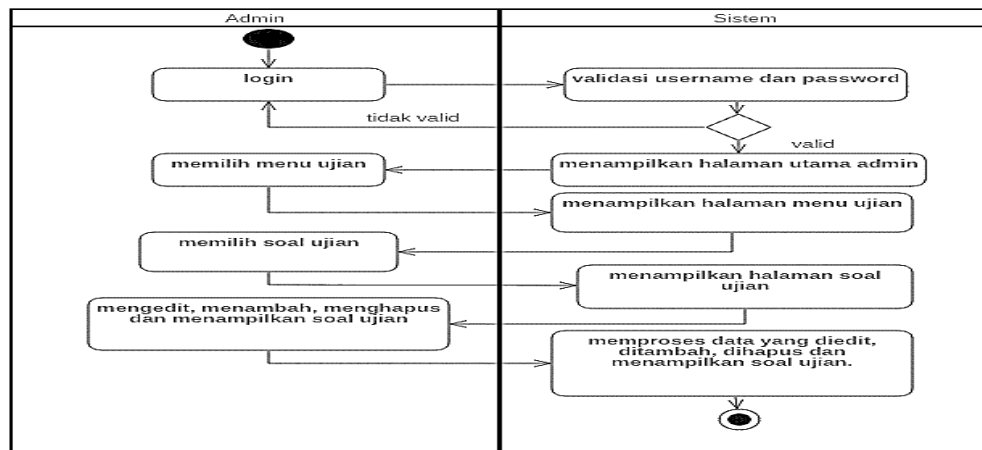 Admin
Sistem
login
validasi username dan password
tidak valid
valid
memilih menu ujian
menampilkan halaman utama admin
menampilkan halaman menu ujian
memilih soal ujian
menampilkan halaman soal
ujian
mengedit, menambah, menghapus
dan menampilkan soal ujian
memproses data yang diedit,
ditambah, dihapus dan
menampilkan soal ujian.